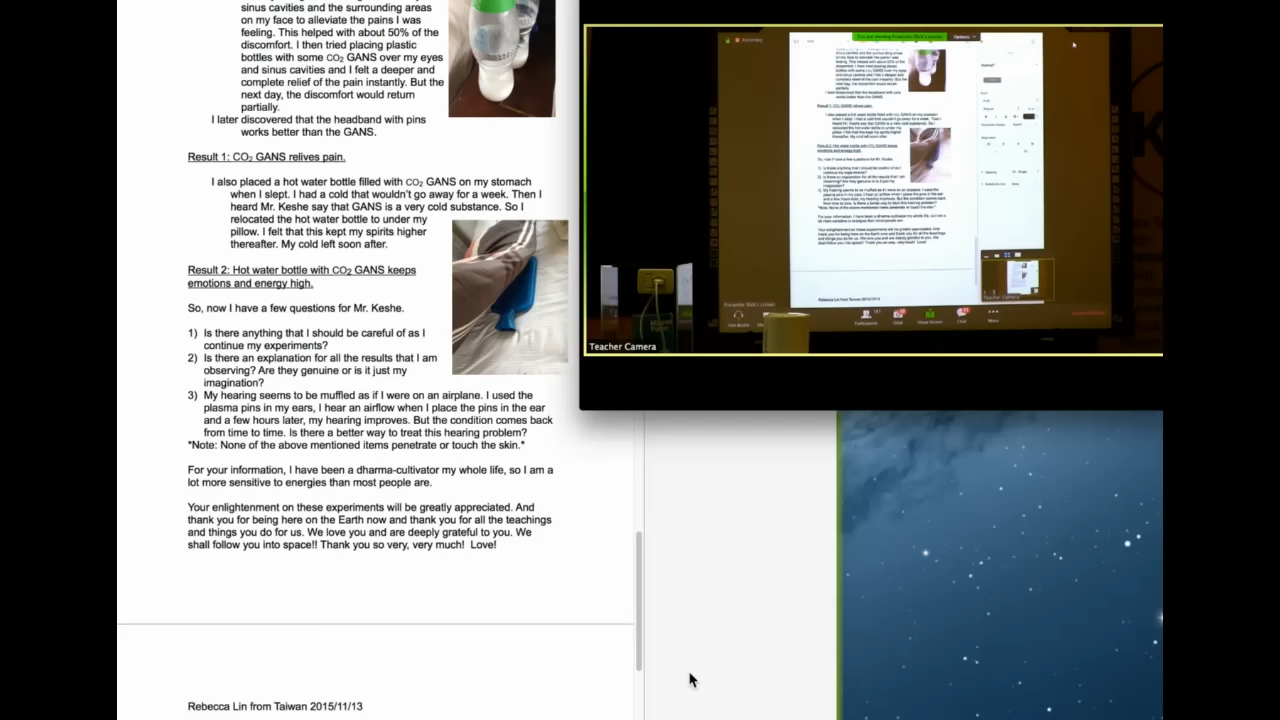 sinus cavities and the surrounding areas
on my face to alleviate the pains I was
feeling. This helped with about 50% of the
discomfort. I then tried placing plastic
bottles with some CO₂ GANS over my eyes
and sinus cavities and I felt a deeper and
complete relief of the pain instantly. But the
next day, the discomfort would return
partially.
I later discovered that the headband with pins
works better than the GANS.
Result 1: CO₂ GANS relives pain.
I also placed a hot water bottle filled with CO₂ GANS on my stomach
when I slept. I had a cold that wouldn't go away for a week. Then I
heard Mr. Keshe say that GANS is a very cold substance. So I
relocated the hot water bottle to under my
pillow. I felt that this kept my spirits higher
thereafter. My cold left soon after.
Result 2: Hot water bottle with CO₂ GANS keeps
emotions and energy high.
So, now I have a few questions for Mr. Keshe.
1) Is there anything that I should be careful of as I
continue my experiments?
2) Is there an explanation for all the results that I am
observing? Are they genuine or is it just my
imagination?
3) My hearing seems to be muffled as if I were on an airplane. I used the
plasma pins in my ears, I hear an airflow when I place the pins in the ear
and a few hours later, my hearing improves. But the condition comes back
from time to time. Is there a better way to treat this hearing problem?
*Note: None of the above mentioned items penetrate or touch the skin.*
For your information, I have been a dharma-cultivator my whole life, so I am a
lot more sensitive to energies than most people are.
Your enlightenment on these experiments will be greatly appreciated. And
thank you for being here on the Earth now and thank you for all the teachings
and things you do for us. We love you and are deeply grateful to you. We
shall follow you into space!! Thank you so very, very much!  Love!
Rebecca Lin from Taiwan 2015/11/13
Teacher Camera